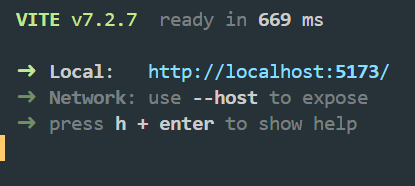 VITE v7.2.7 ready in 669 ms
➜ Local: http://localhost:5173/
➜ Network: use --host to expose
➜ press h + enter to show help